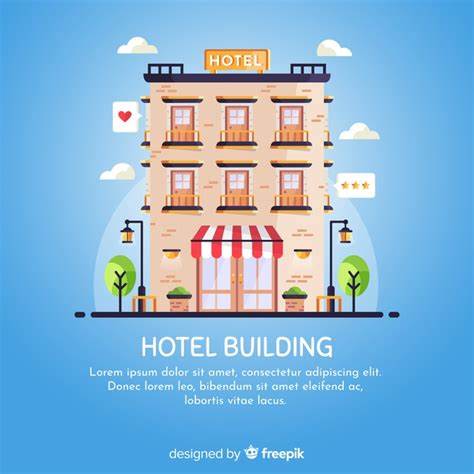 HOTEL
HOTEL BUILDING
Lorem ipsum dolor sit amet, consectetur adipiscing elit.
Donec libero leo, bibendum sit amet eleifend ac,
lobortis vitae lacus.
designed by freepik